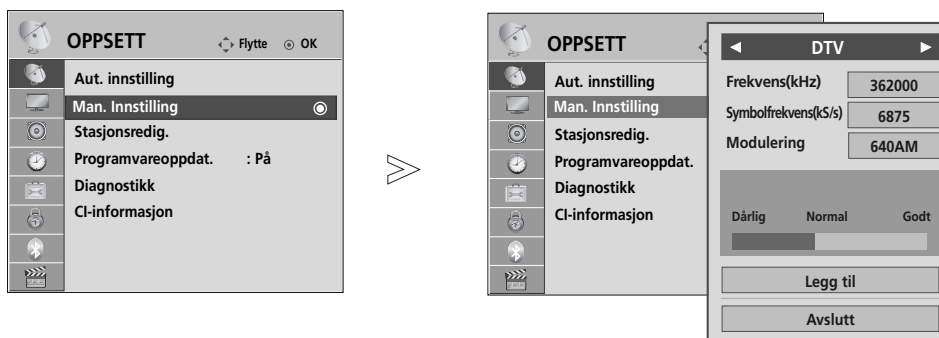 OPPSETT
Flytte OK
Aut. innstilling
Man. Innstilling
Stasjonsredig.
Programvareoppdat. : På
Diagnostikk
CI-informasjon
OPPSETT
Aut. innstilling
Man. Innstilling
Stasjonsredig.
Programvareoppdat.
Diagnostikk
CI-informasjon
DTV
Frekvens(kHz) 362000
Symbolfrekvens(kS/s) 6875
Modulering 640AM
Dårlig Normal Godt
Legg til
Avslutt